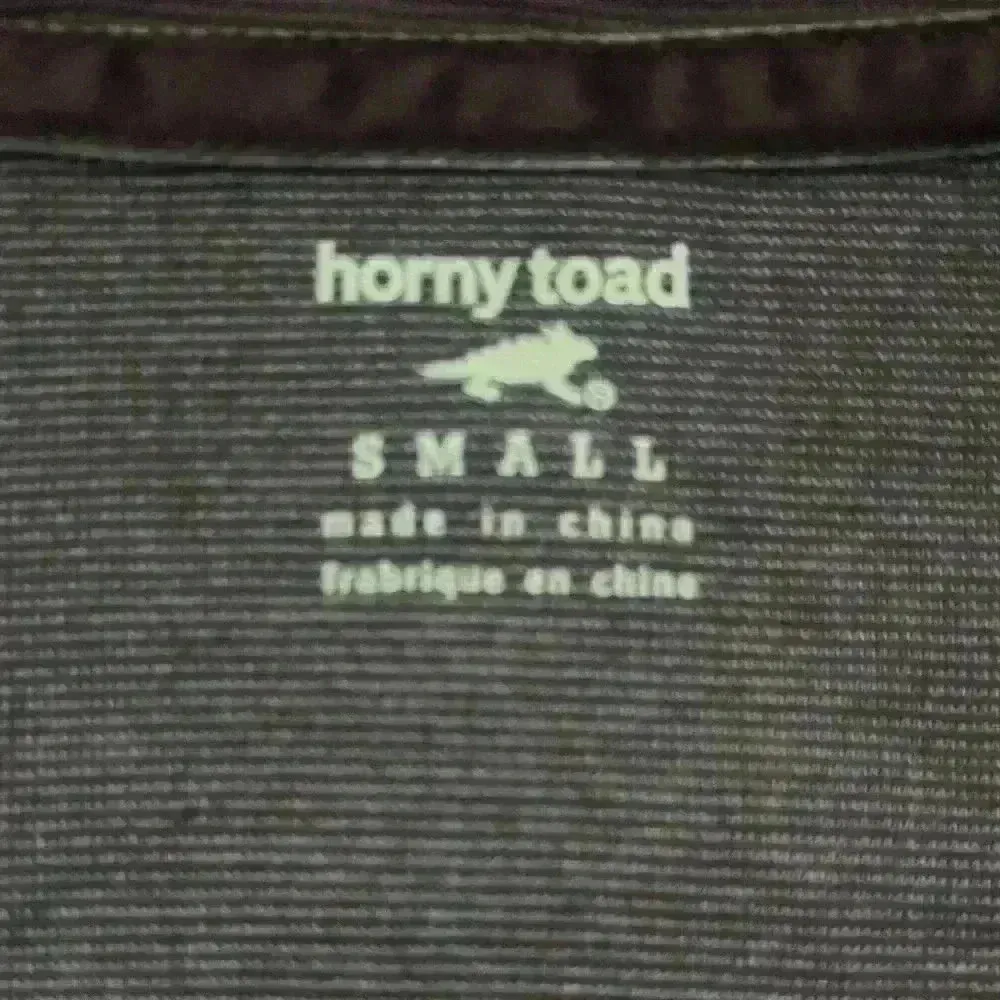 horny toad
SMALL
made in china
frabrique en chine